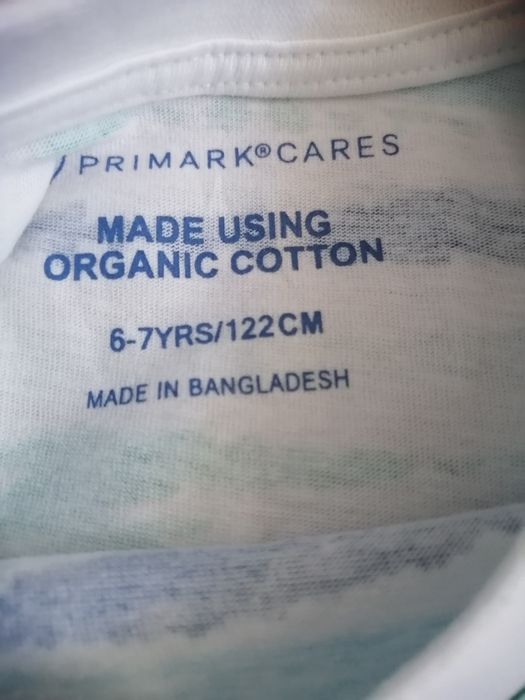 PRIMARK®CARES
MADE USING
ORGANIC COTTON
6-7YRS/122CM
MADE IN BANGLADESH